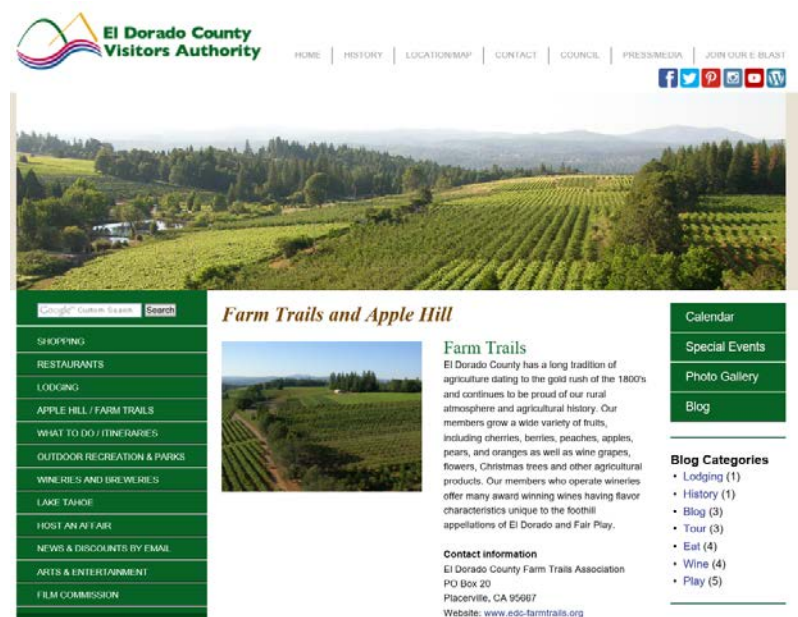 El Dorado County
Visitors Authority
HOME
HISTORY
LOCATION/MAP
CONTACT
COUNCIL
PRESS/MEDIA
JOIN OUR E-BLAST
Google™ Custom Search
Search
SHOPPING
RESTAURANTS
LODGING
APPLE HILL / FARM TRAILS
WHAT TO DO / ITINERARIES
OUTDOOR RECREATION & PARKS
WINERIES AND BREWERIES
LAKE TAHOE
HOST AN AFFAIR
NEWS & DISCOUNTS BY EMAIL
ARTS & ENTERTAINMENT
FILM COMMISSION
Farm Trails and Apple Hill
Farm Trails
El Dorado County has a long tradition of
agriculture dating to the gold rush of the 1800's
and continues to be proud of our rural
atmosphere and agricultural history. Our
members grow a wide variety of fruits,
including cherries, berries, peaches, apples,
pears, and oranges as well as wine grapes,
flowers, Christmas trees and other agricultural
products. Our members who operate wineries
offer many award winning wines having flavor
characteristics unique to the foothill
appellations of El Dorado and Fair Play.
Contact information
El Dorado County Farm Trails Association
PO Box 20
Placerville, CA 95667
Website: www.edc-farmtrails.org
Calendar
Special Events
Photo Gallery
Blog
Blog Categories
• Lodging (1)
• History (1)
• Blog (3)
• Tour (3)
• Eat (4)
• Wine (4)
• Play (5)